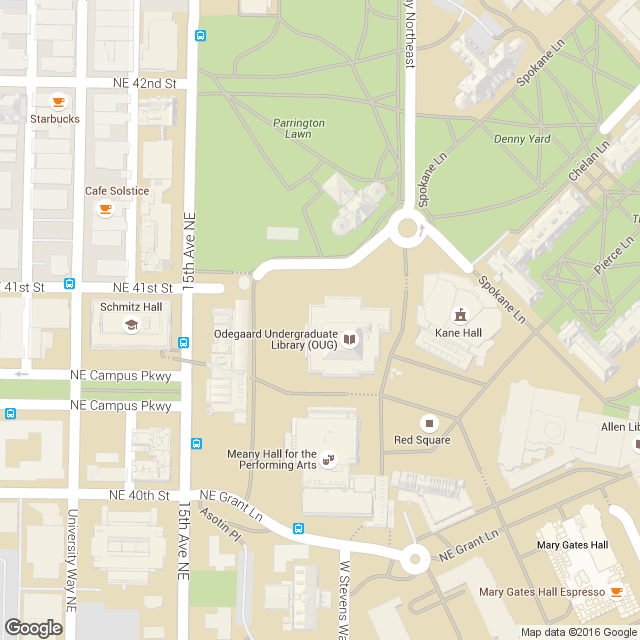 ay Northeast
Spokane Ln
NE 42nd St
Starbucks
Parrington
Lawn
Denny Yard
Chelan Ln
Spokane Ln
Cafe Solstice
15th Ave NE
Pierce Ln
E 41st St
NE 41st St
Spokane Ln
Schmitz Hall
Odegaard Undergraduate
Library (OUG)
Kane Hall
NE Campus Pkwy
NE Campus Pkwy
Red Square
Allen Lib
Meany Hall for the
Performing Arts
NE 40th St
NE Grant Ln
University Way NE
15th Ave NE
Asotin Pl
NE Grant Ln
Mary Gates Hall
W Stevens Wa
Mary Gates Hall Espresso
Google
Map data ©2016 Google